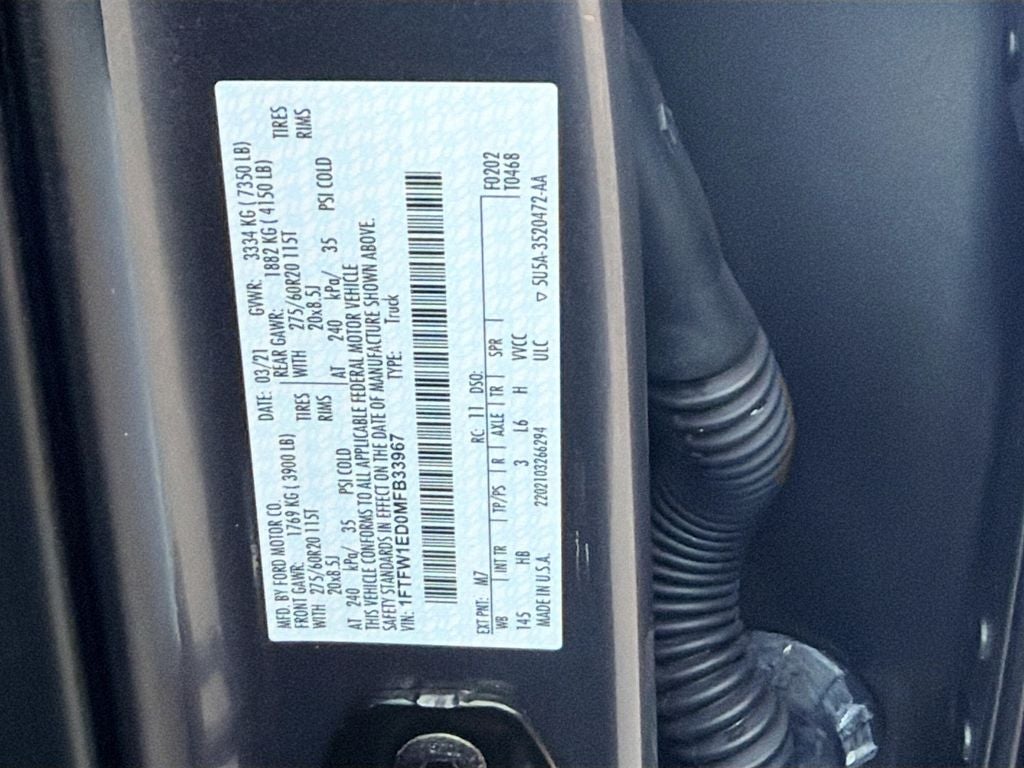 MFD. BY FORD MOTOR CO. DATE: 03/21 GVWR: 3334 KG ( 7350 LB)
FRONT GAWR: 1769 KG ( 3900 LB) REAR GAWR: 1882 KG ( 4150 LB)
WITH 275/60R20 115T TIRES WITH 275/60R20 115T TIRES
20x8.5J RIMS 20x8.5J RIMS
AT 240 kPa/ 35 PSI COLD AT 240 kPa/ 35 PSI COLD
THIS VEHICLE CONFORMS TO ALL APPLICABLE FEDERAL MOTOR VEHICLE
SAFETY STANDARDS IN EFFECT ON THE DATE OF MANUFACTURE SHOWN ABOVE.
VIN: 1FTFW1ED0MFB33967 TYPE: Truck
EXT PNT: M7 RC: 11 DSO: F0202
WB INT TR TP/PS R AXLE TR SPR T0468
145 HB 3 L6 H VVCC
MADE IN U.S.A. 2202103266294 ULC ▽ 5U5A-3520472-AA